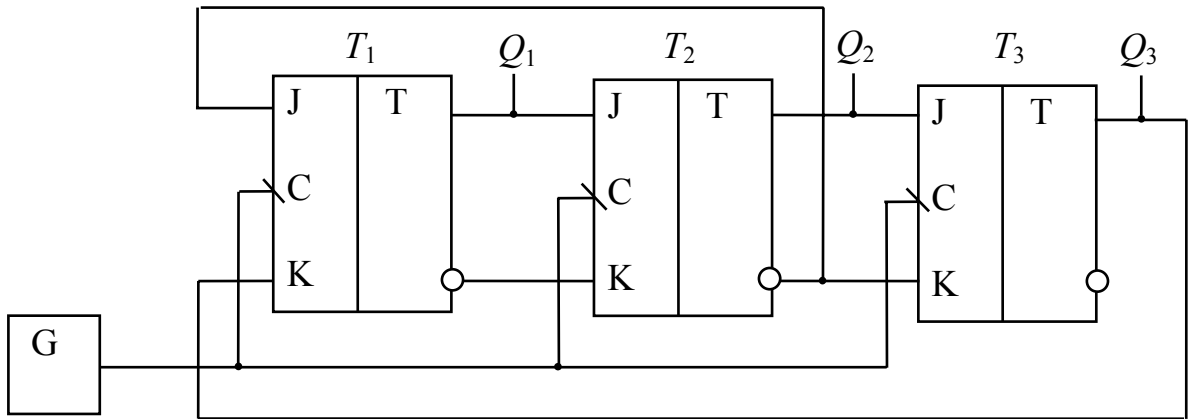 T₁ Q₁ T₂ Q₂ T₃ Q₃
J T J T J T
C C C
K K K
G